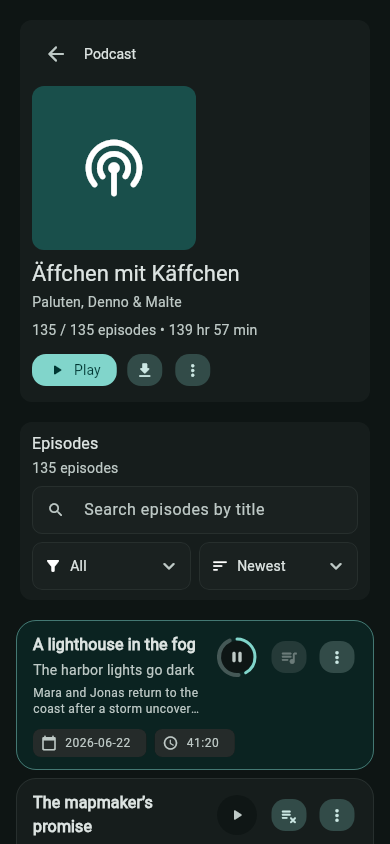 Podcast
Äffchen mit Käffchen
Paluten, Denno & Malte
135 / 135 episodes • 139 hr 57 min
Play
Episodes
135 episodes
Search episodes by title
All
Newest
A lighthouse in the fog
The harbor lights go dark
Mara and Jonas return to the
coast after a storm uncover…
2026-06-22
41:20
The mapmaker's
promise